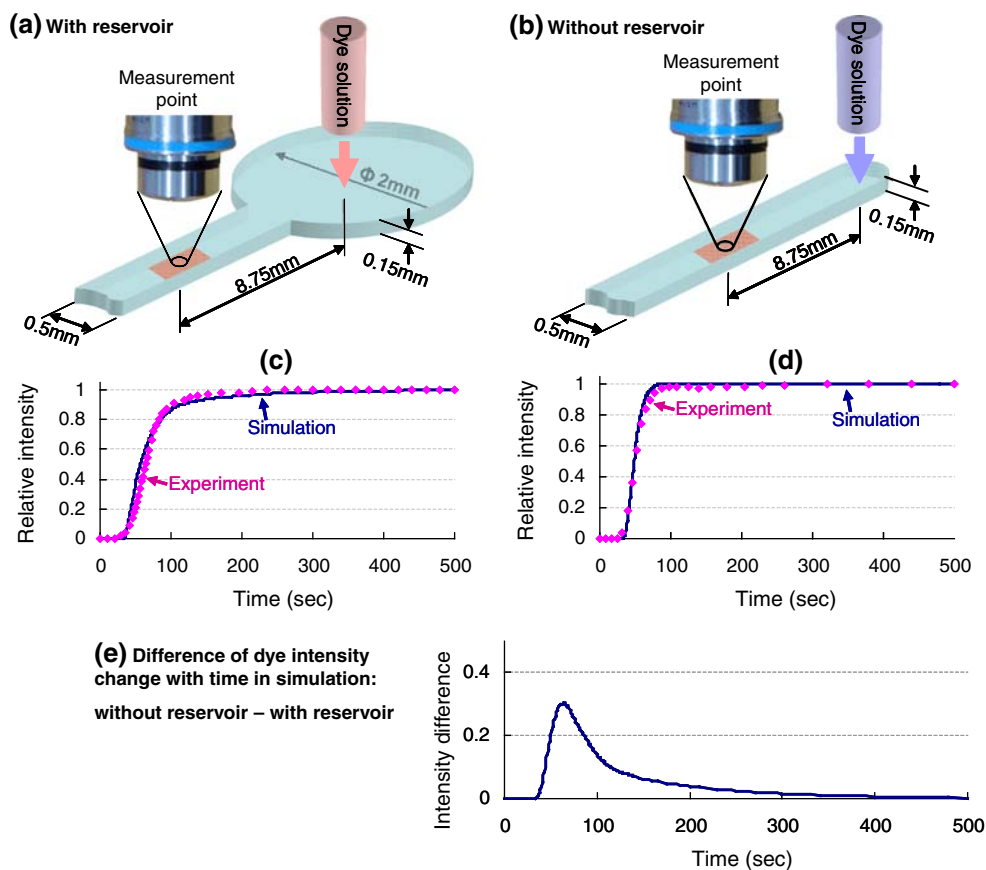 (a) With reservoir
Measurement
point
Dye solution
Φ 2mm
0.15mm
8.75mm
0.5mm
(b) Without reservoir
Measurement
point
Dye solution
0.15mm
8.75mm
0.5mm
(c)
Relative intensity
1
0.8
0.6
0.4
0.2
0
Simulation
Experiment
0 100 200 300 400 500
Time (sec)
(d)
Relative intensity
1
0.8
0.6
0.4
0.2
0
Experiment
Simulation
0 100 200 300 400 500
Time (sec)
(e) Difference of dye intensity
change with time in simulation:
without reservoir – with reservoir
Intensity difference
0.4
0.2
0
0 100 200 300 400 500
Time (sec)